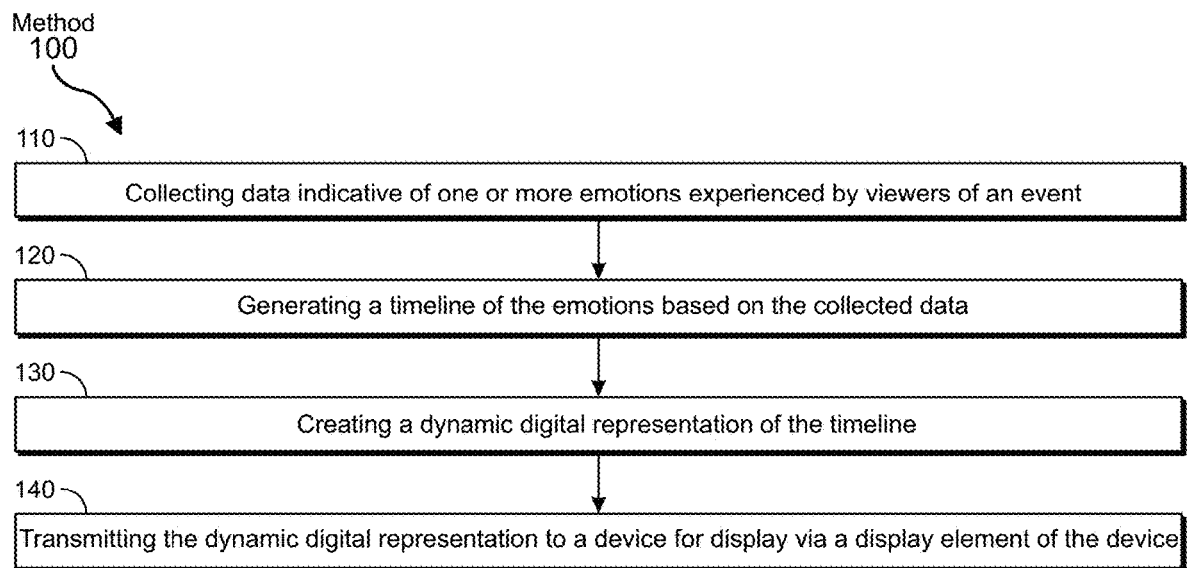 Method
100
110
Collecting data indicative of one or more emotions experienced by viewers of an event
120
Generating a timeline of the emotions based on the collected data
130
Creating a dynamic digital representation of the timeline
140
Transmitting the dynamic digital representation to a device for display via a display element of the device